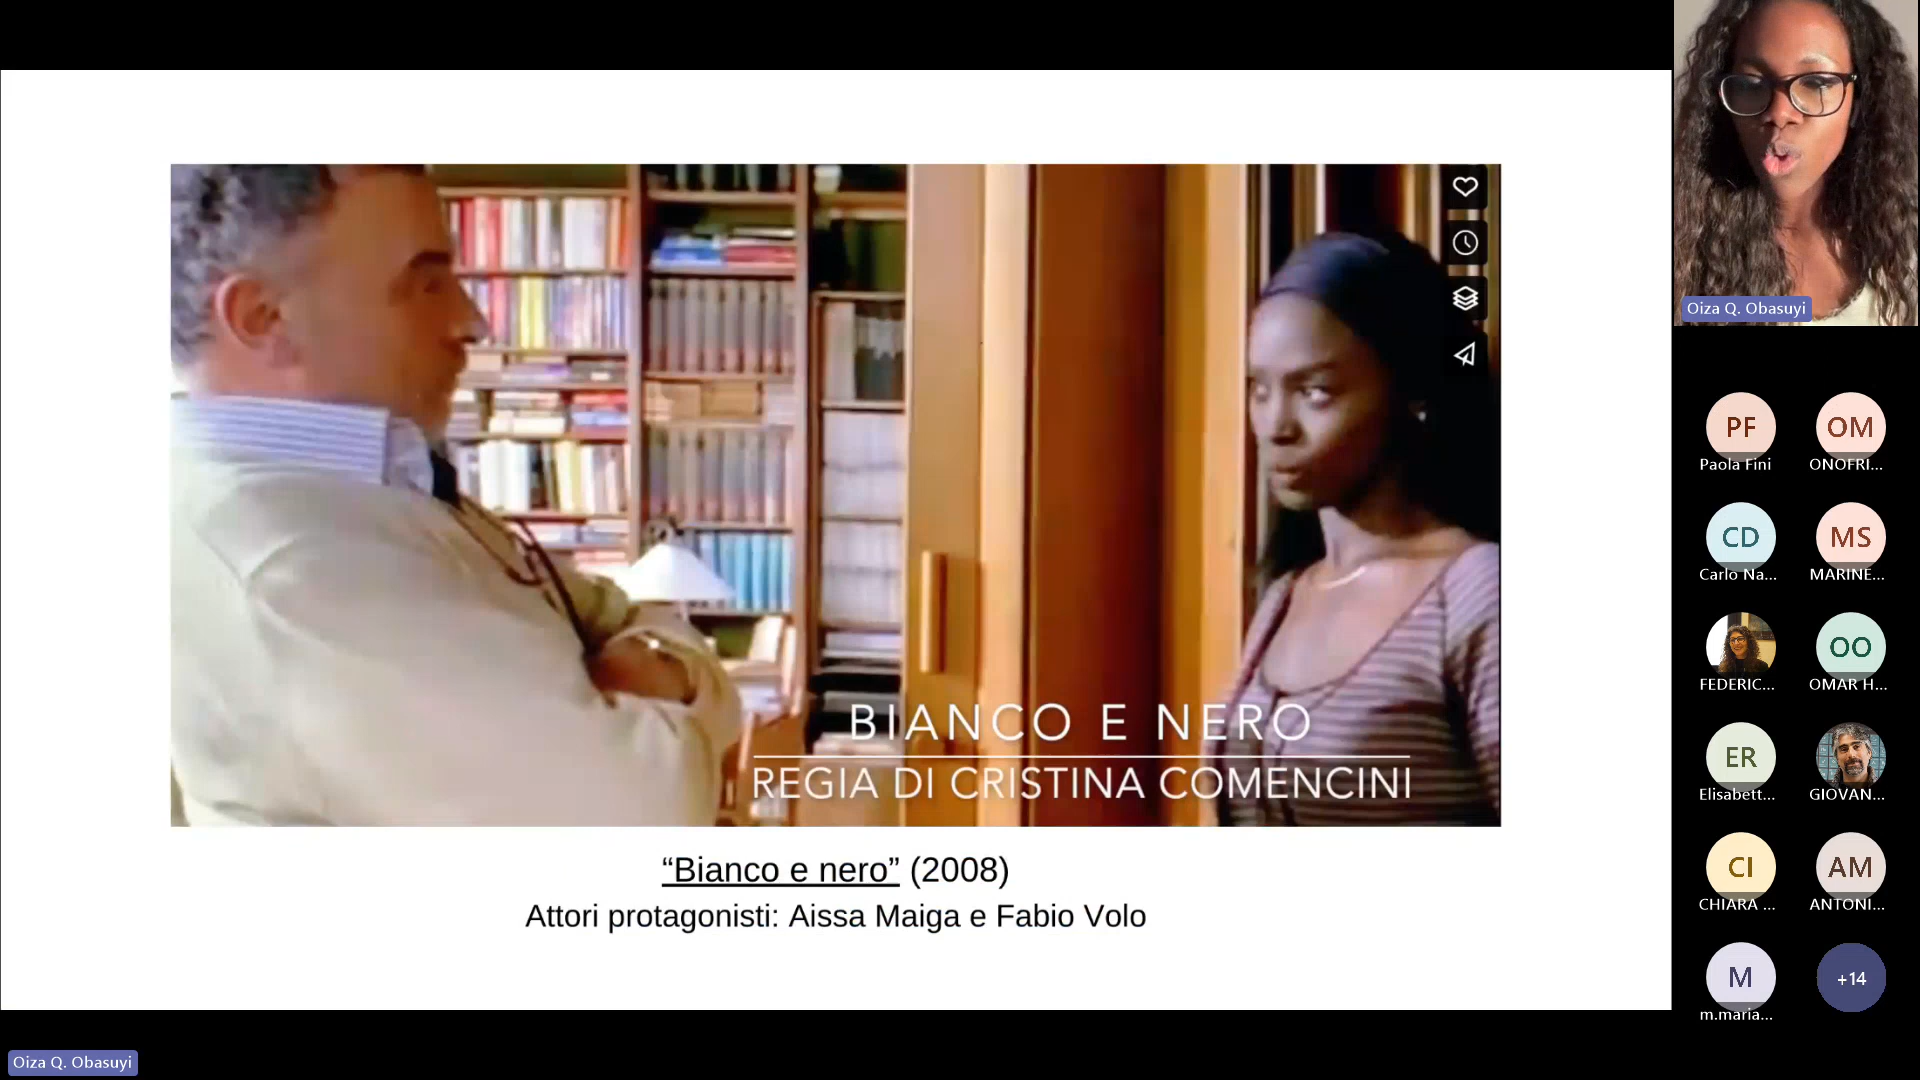 BIANCO E NERO
REGIA DI CRISTINA COMENCINI
“Bianco e nero” (2008)
Attori protagonisti: Aissa Maiga e Fabio Volo
Oiza Q. Obasuyi
PF
Paola Fini
OM
ONOFRI...
CD
Carlo Na...
MS
MARINE...
FEDERIC...
OO
OMAR H...
ER
Elisabett...
GIOVAN...
CI
CHIARA ...
AM
ANTONI...
M
m.maria...
+14
Oiza Q. Obasuyi